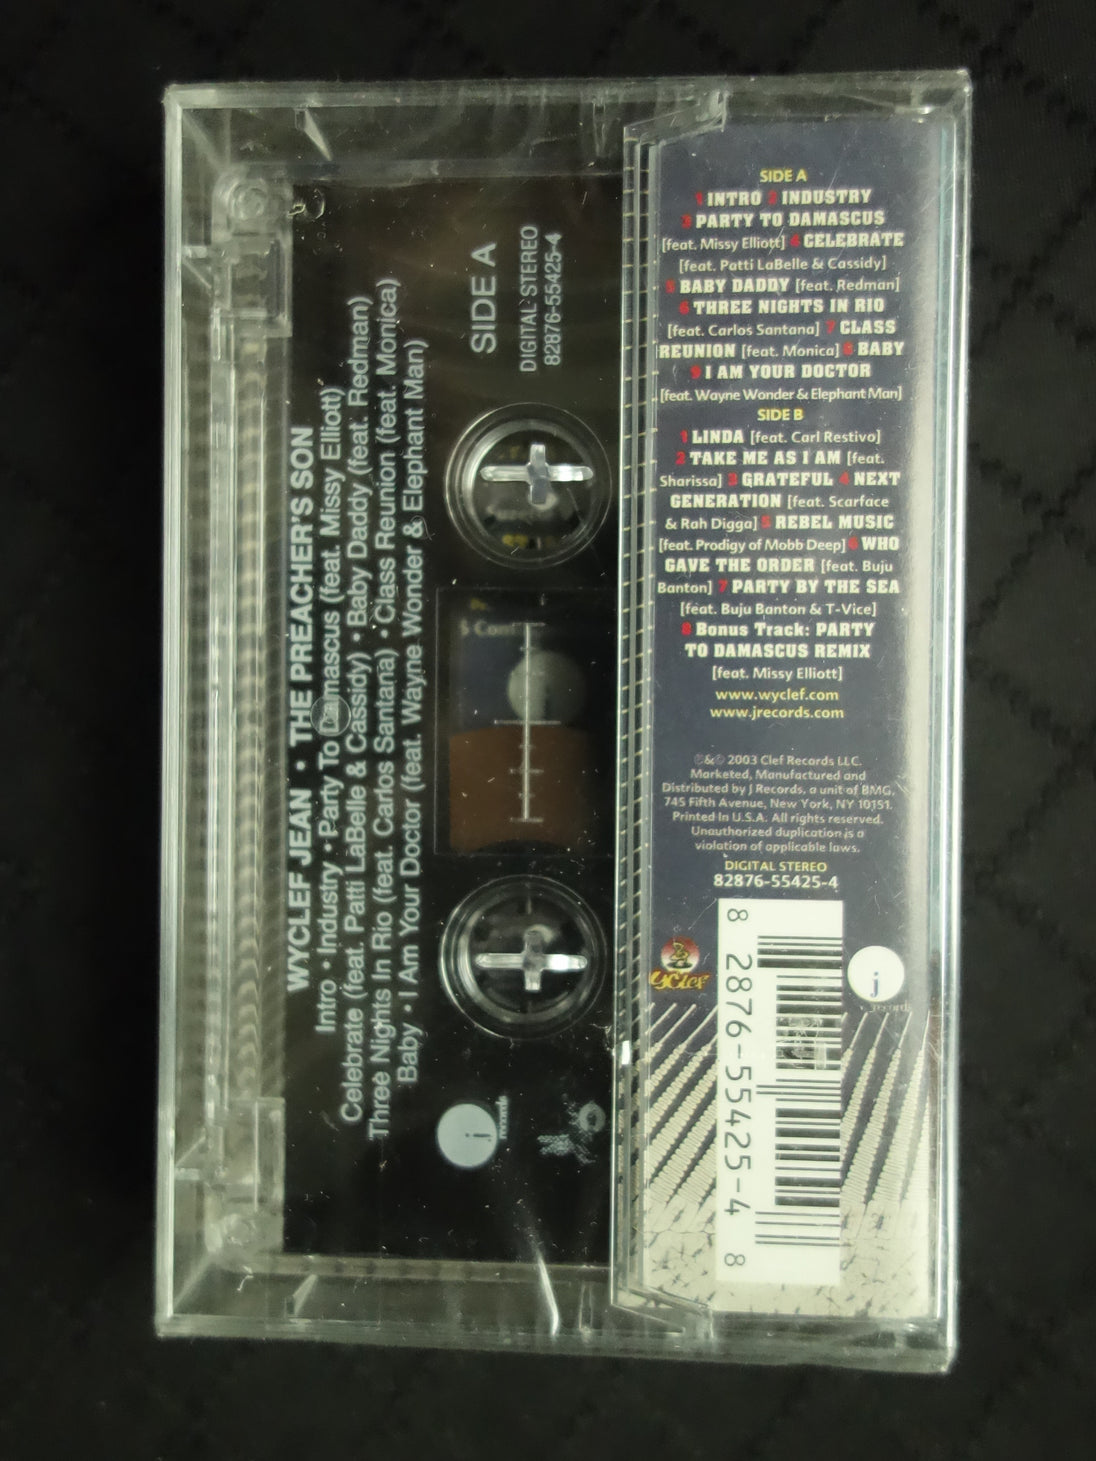 WYCLEF JEAN • THE PREACHER'S SON
Intro • Industry • Party To Damascus (feat. Missy Elliott)
Celebrate (feat. Patti LaBelle & Cassidy) • Baby Daddy (feat. Redman)
Three Nights In Rio (feat. Carlos Santana) • Class Reunion (feat. Monica)
Baby • I Am Your Doctor (feat. Wayne Wonder & Elephant Man)
SIDE A
DIGITAL STEREO
82876-55425-4
j
records
SIDE A
1 INTRO 2 INDUSTRY
3 PARTY TO DAMASCUS
[feat. Missy Elliott] 4 CELEBRATE
[feat. Patti LaBelle & Cassidy]
5 BABY DADDY [feat. Redman]
6 THREE NIGHTS IN RIO
[feat. Carlos Santana] 7 CLASS
REUNION [feat. Monica] 8 BABY
9 I AM YOUR DOCTOR
[feat. Wayne Wonder & Elephant Man]
SIDE B
1 LINDA [feat. Carl Restivo]
2 TAKE ME AS I AM [feat.
Sharissa] 3 GRATEFUL 4 NEXT
GENERATION [feat. Scarface
& Rah Digga] 5 REBEL MUSIC
[feat. Prodigy of Mobb Deep] 6 WHO
GAVE THE ORDER [feat. Buju
Banton] 7 PARTY BY THE SEA
[feat. Buju Banton & T-Vice]
8 Bonus Track: PARTY
TO DAMASCUS REMIX
[feat. Missy Elliott]
www.wyclef.com
www.jrecords.com
℗&© 2003 Clef Records LLC.
Marketed, Manufactured and
Distributed by J Records, a unit of BMG,
745 Fifth Avenue, New York, NY 10151.
Printed In U.S.A. All rights reserved.
Unauthorized duplication is a
violation of applicable laws.
DIGITAL STEREO
82876-55425-4
yclef
j
records
8 2876-55425-4 8